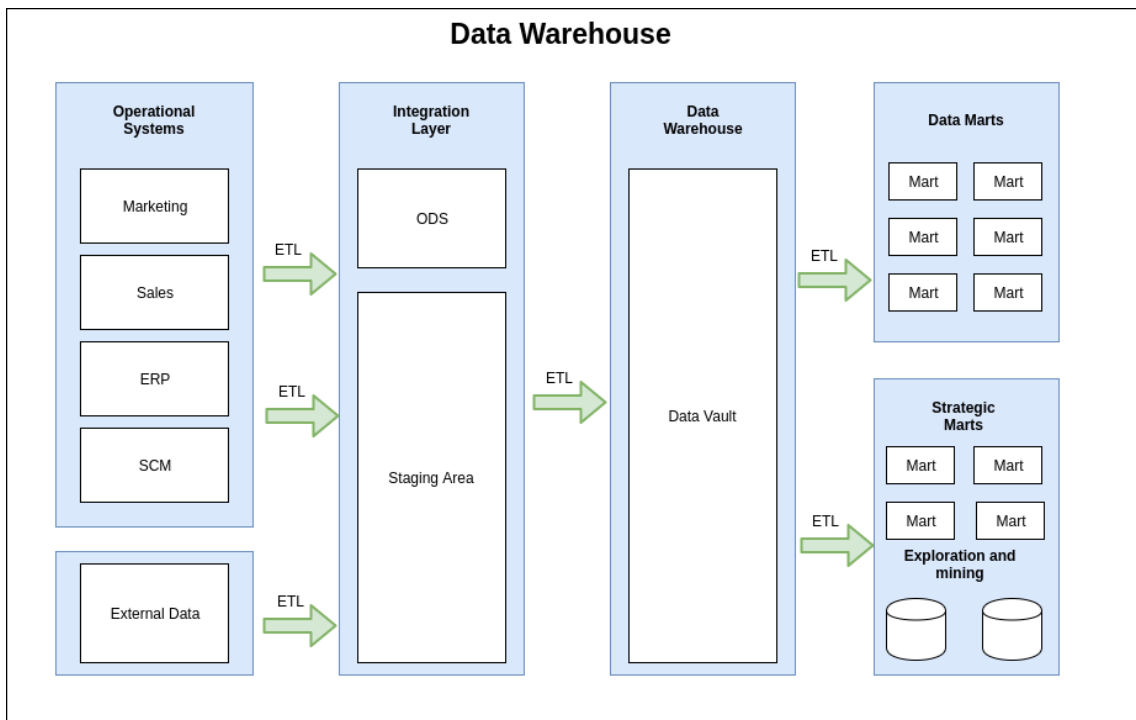 Data Warehouse
Operational
Systems
Marketing
Sales
ERP
SCM
External Data
ETL
ETL
ETL
Integration
Layer
ODS
Staging Area
ETL
Data
Warehouse
Data Vault
ETL
ETL
Data Marts
Mart Mart
Mart Mart
Mart Mart
Strategic
Marts
Mart Mart
Mart Mart
Exploration and
mining